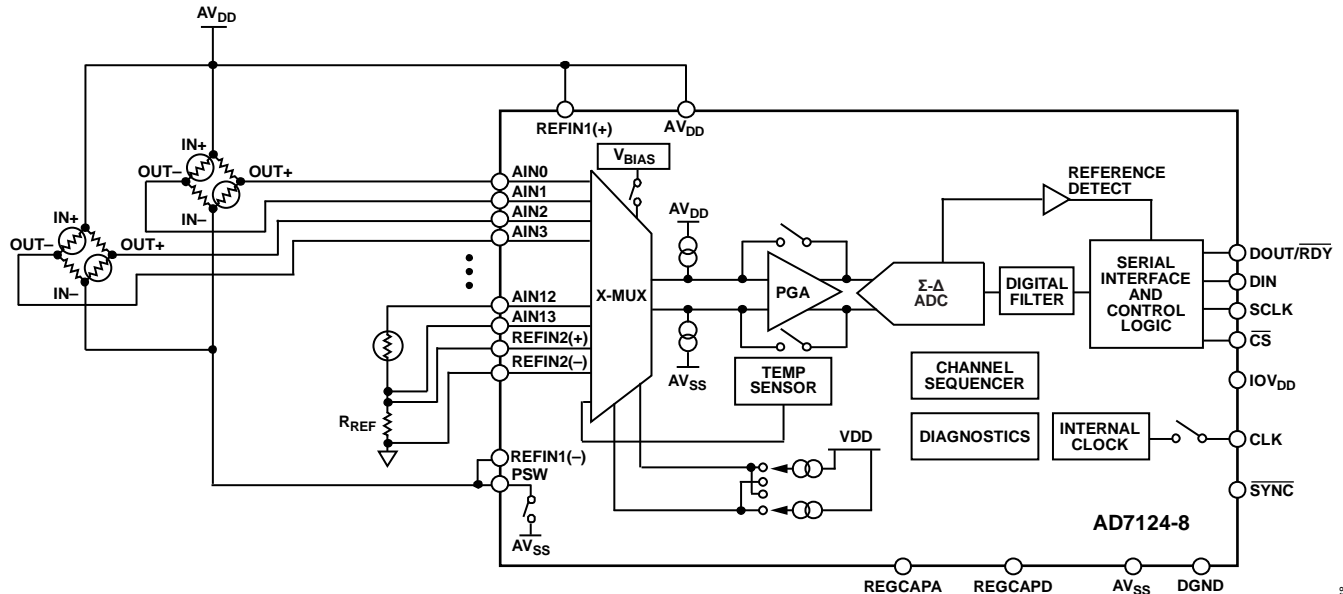 AVDD
REFIN1(+)
AVDD
IN+
OUT–
OUT+
IN–
IN+
OUT–
OUT+
IN–
AIN0
AIN1
AIN2
AIN3
AIN12
AIN13
REFIN2(+)
REFIN2(–)
RREF
REFIN1(–)
PSW
AVSS
VBIAS
X-MUX
AVDD
AVSS
PGA
TEMP
SENSOR
VDD
Σ-Δ
ADC
REFERENCE
DETECT
DIGITAL
FILTER
SERIAL
INTERFACE
AND
CONTROL
LOGIC
CHANNEL
SEQUENCER
DIAGNOSTICS
INTERNAL
CLOCK
DOUT/RDY
DIN
SCLK
CS
IOVDD
CLK
SYNC
AD7124-8
REGCAPA
REGCAPD
AVSS
DGND